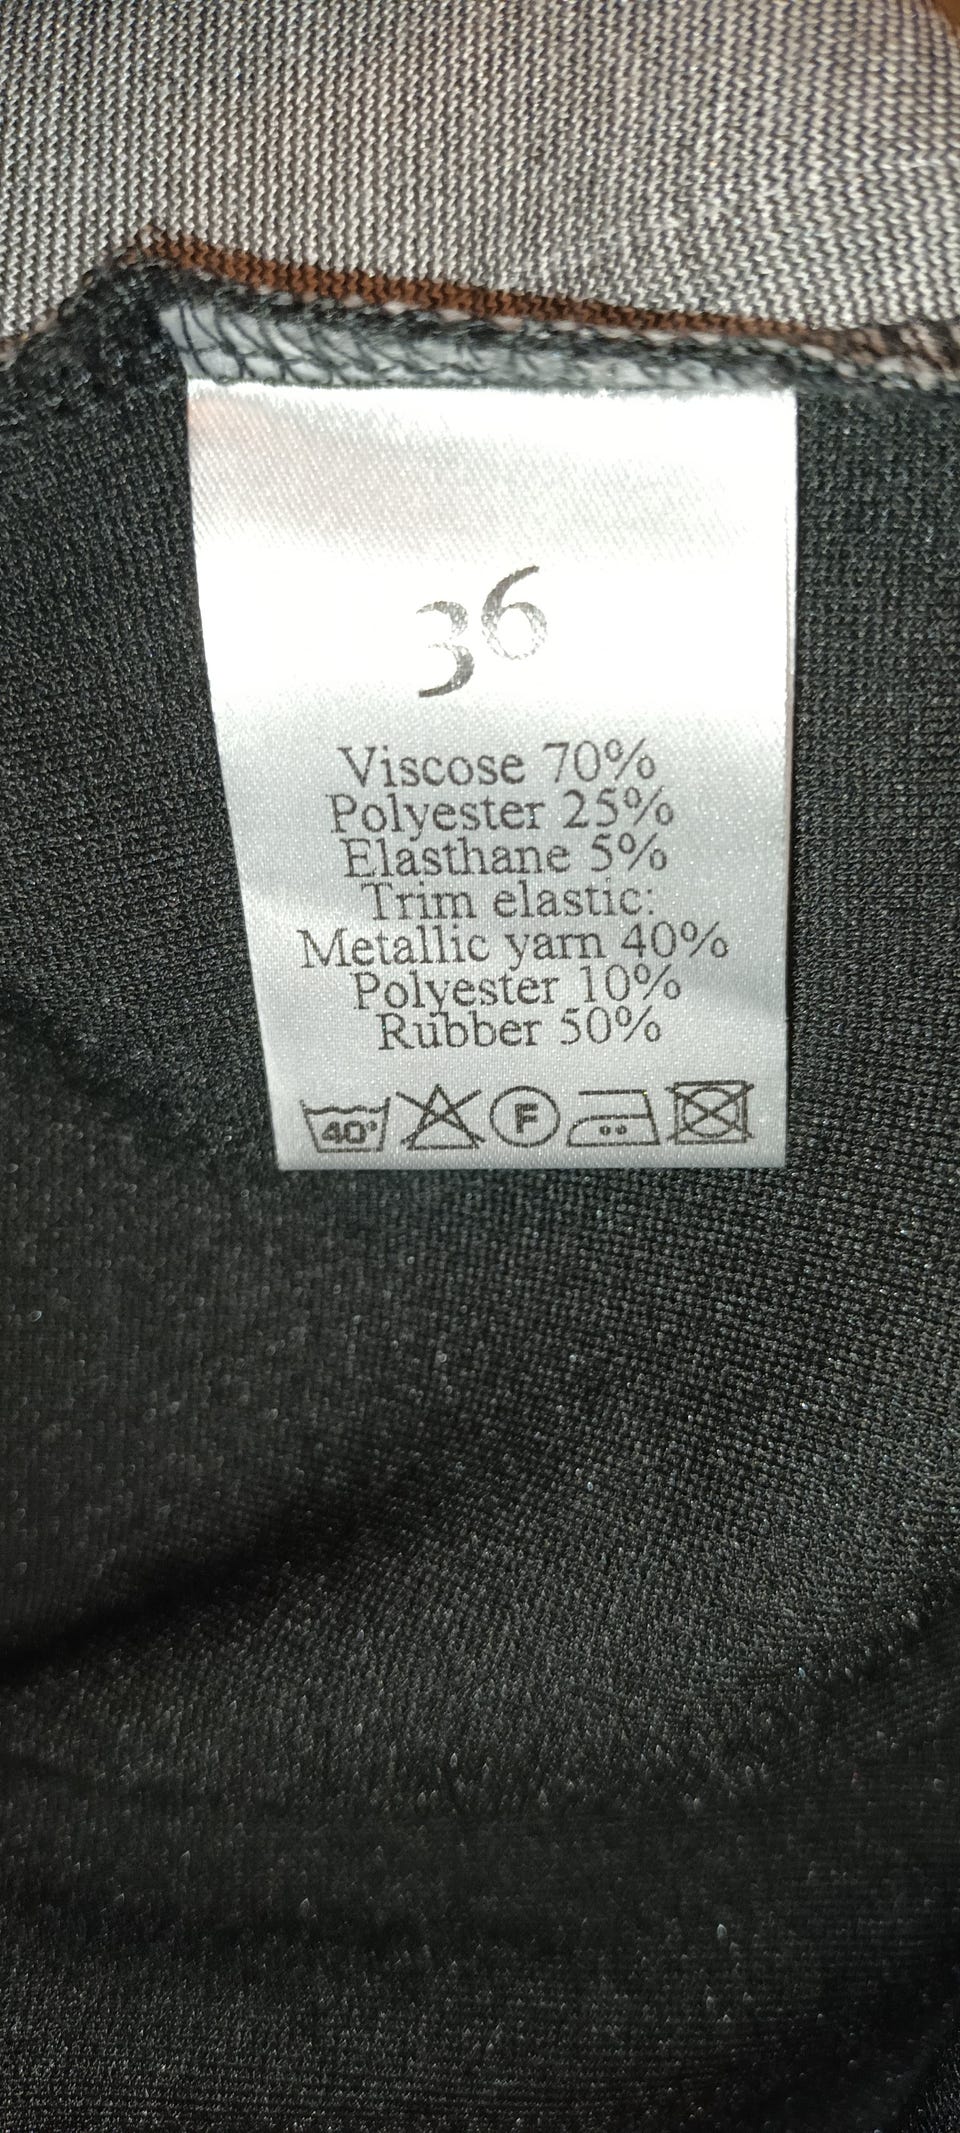 36
Viscose 70%
Polyester 25%
Elasthane 5%
Trim elastic:
Metallic yarn 40%
Polyester 10%
Rubber 50%
40° F